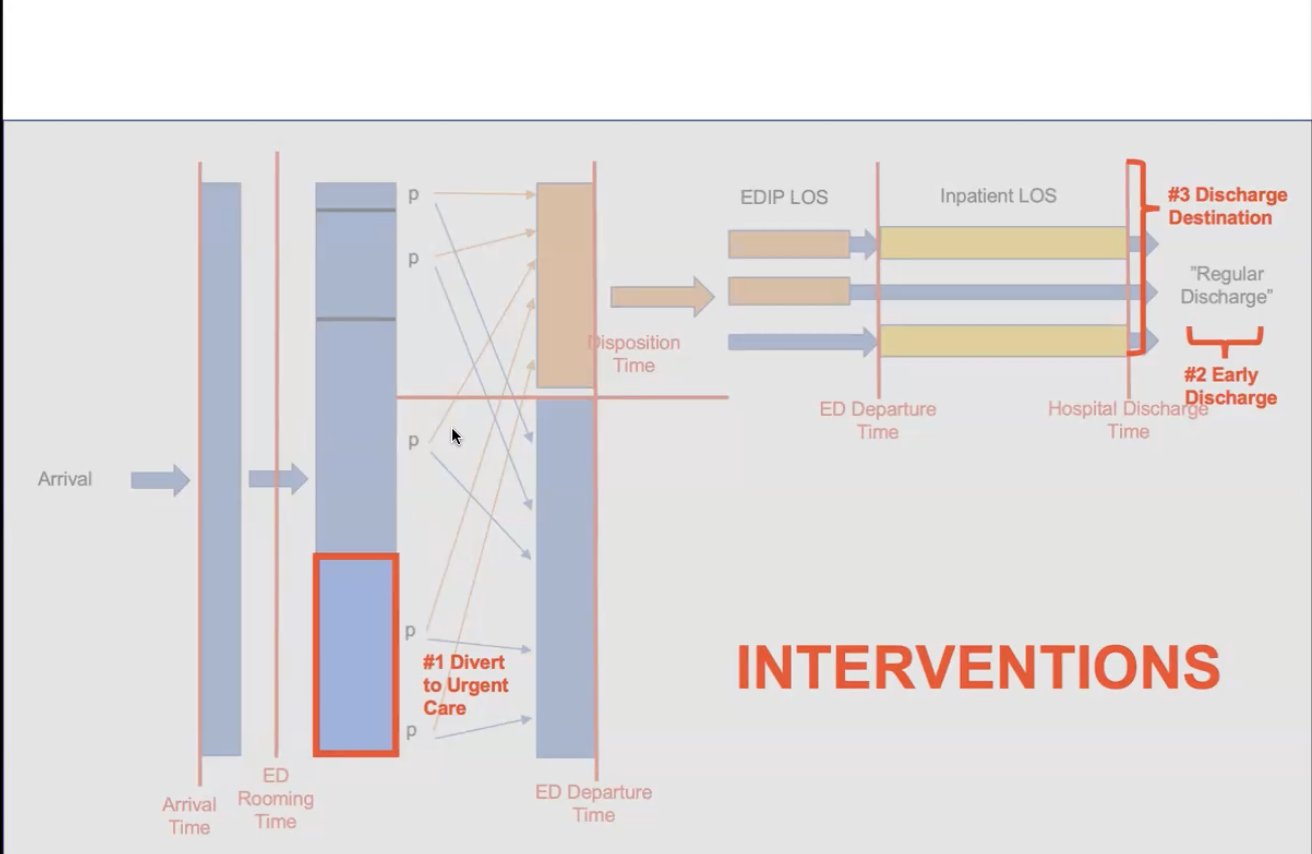 Arrival
Arrival
Time
ED
Rooming
Time
p
p
p
p
p
#1 Divert
to Urgent
Care
ED Departure
Time
Disposition
Time
EDIP LOS
Inpatient LOS
ED Departure
Time
Hospital Discharge
Time
#3 Discharge
Destination
"Regular
Discharge"
#2 Early
Discharge
INTERVENTIONS